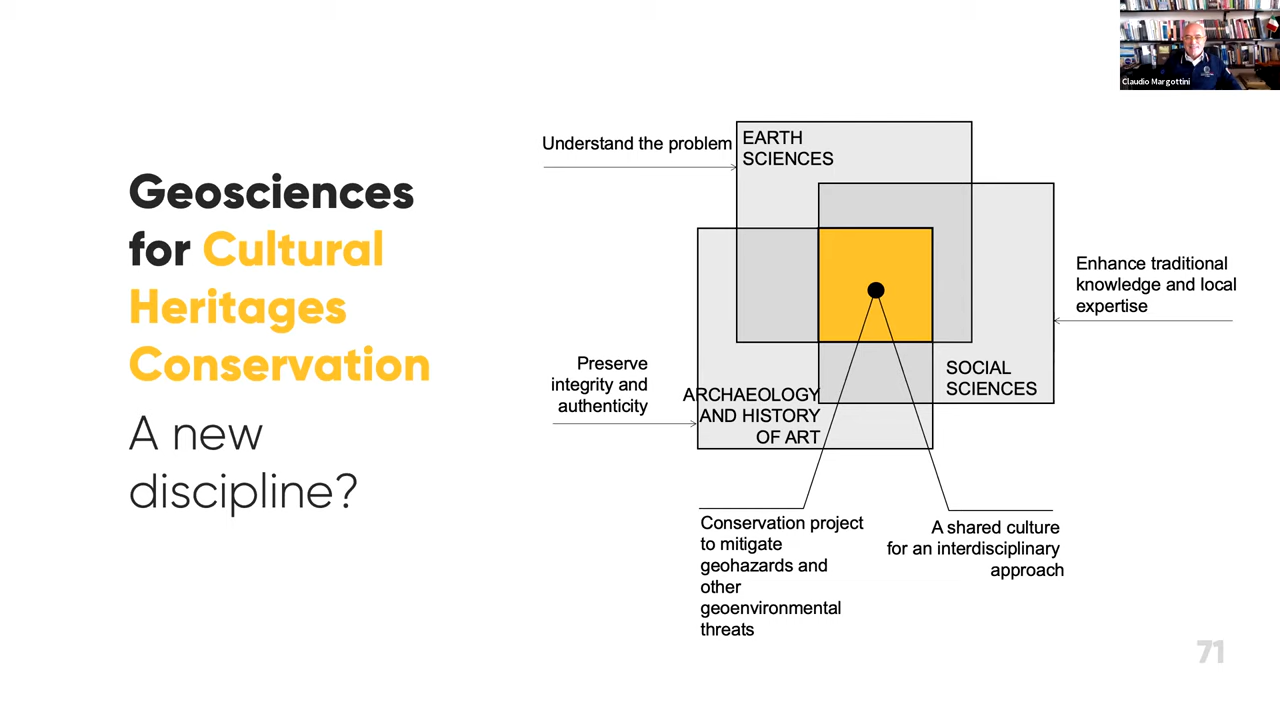 Claudio Margottini
Geosciences
for Cultural
Heritages
Conservation
A new
discipline?
Understand the problem
EARTH
SCIENCES
Enhance traditional
knowledge and local
expertise
SOCIAL
SCIENCES
Preserve
integrity and
authenticity
ARCHAEOLOGY
AND HISTORY
OF ART
Conservation project
to mitigate
geohazards and
other
geoenvironmental
threats
A shared culture
for an interdisciplinary
approach
71